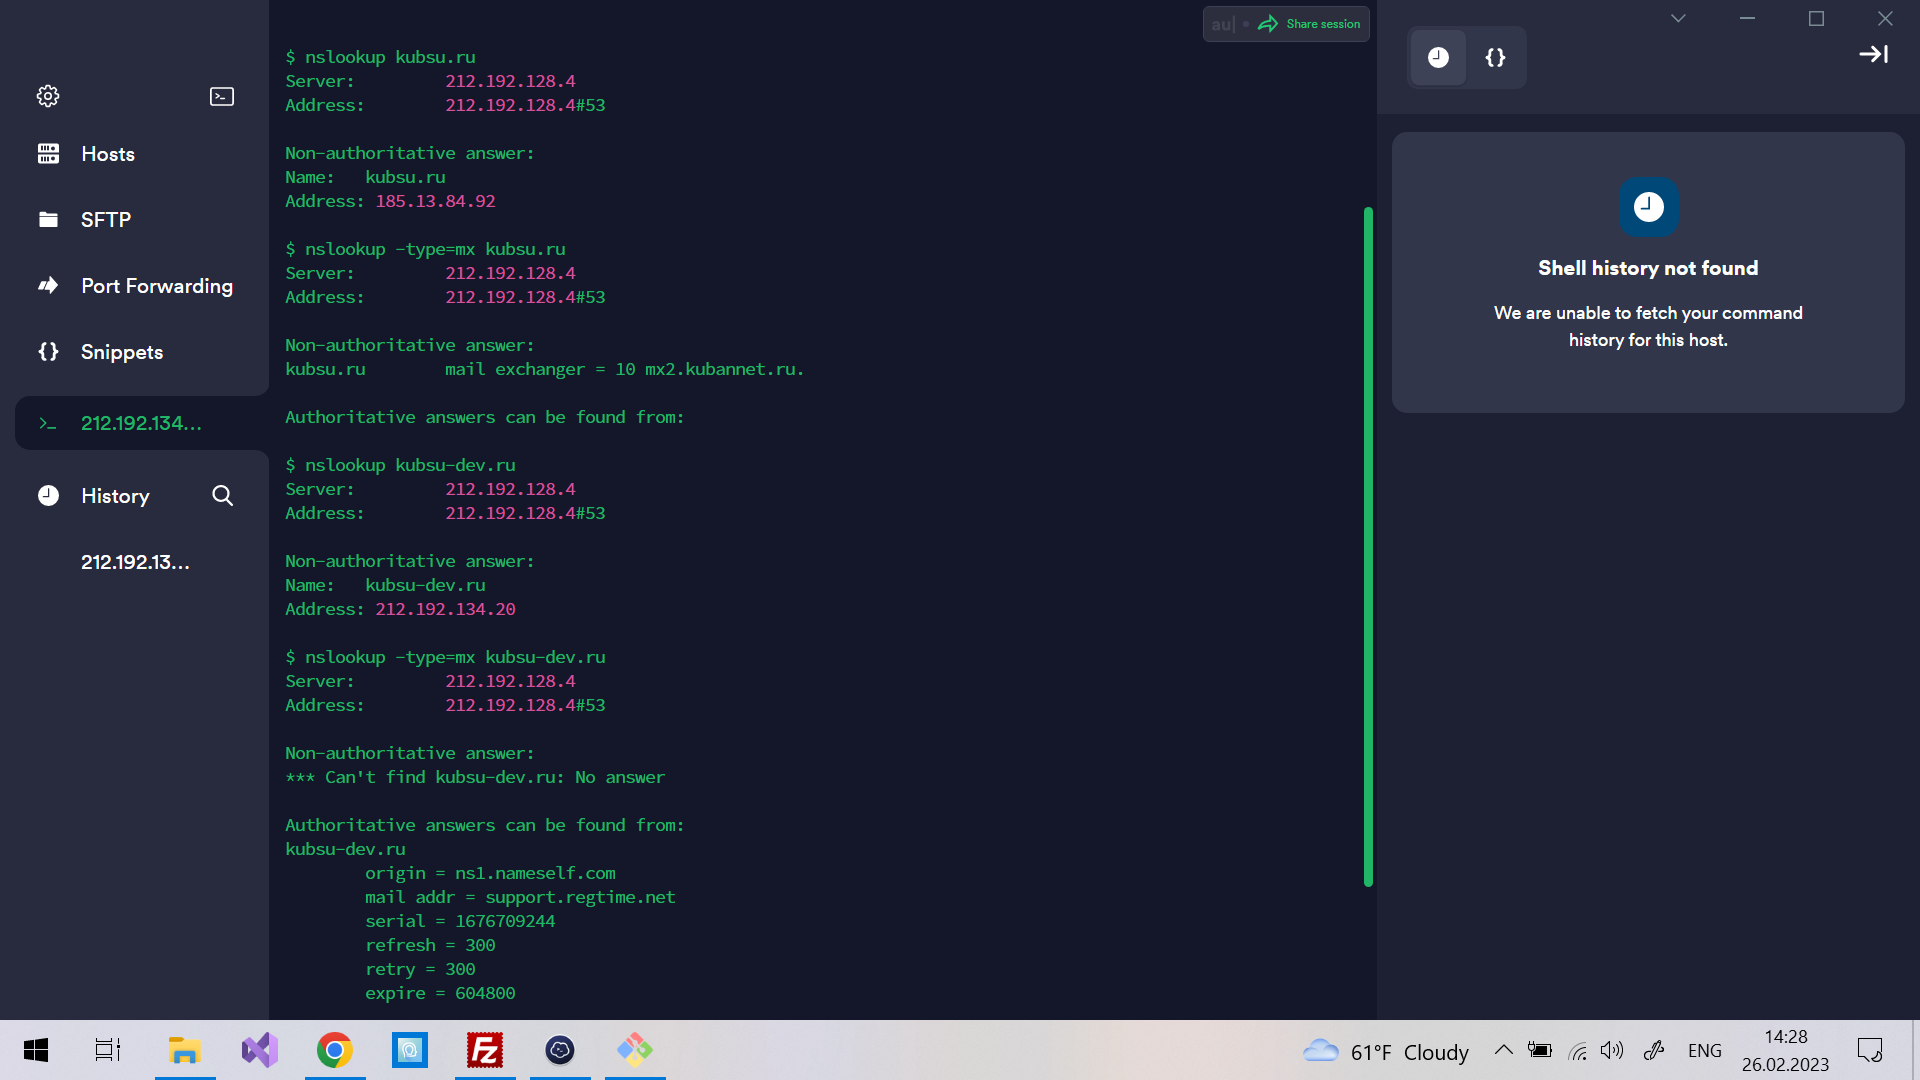 Hosts
SFTP
Port Forwarding
Snippets
212.192.134...
History
212.192.13...
au| • Share session
$ nslookup kubsu.ru
Server:         212.192.128.4
Address:        212.192.128.4#53
Non-authoritative answer:
Name:   kubsu.ru
Address: 185.13.84.92
$ nslookup -type=mx kubsu.ru
Server:         212.192.128.4
Address:        212.192.128.4#53
Non-authoritative answer:
kubsu.ru        mail exchanger = 10 mx2.kubannet.ru.
Authoritative answers can be found from:
$ nslookup kubsu-dev.ru
Server:         212.192.128.4
Address:        212.192.128.4#53
Non-authoritative answer:
Name:   kubsu-dev.ru
Address: 212.192.134.20
$ nslookup -type=mx kubsu-dev.ru
Server:         212.192.128.4
Address:        212.192.128.4#53
Non-authoritative answer:
*** Can't find kubsu-dev.ru: No answer
Authoritative answers can be found from:
kubsu-dev.ru
        origin = ns1.nameself.com
        mail addr = support.regtime.net
        serial = 1676709244
        refresh = 300
        retry = 300
        expire = 604800
{}
Shell history not found
We are unable to fetch your command
history for this host.
Fz
61°F Cloudy
ENG
14:28
26.02.2023